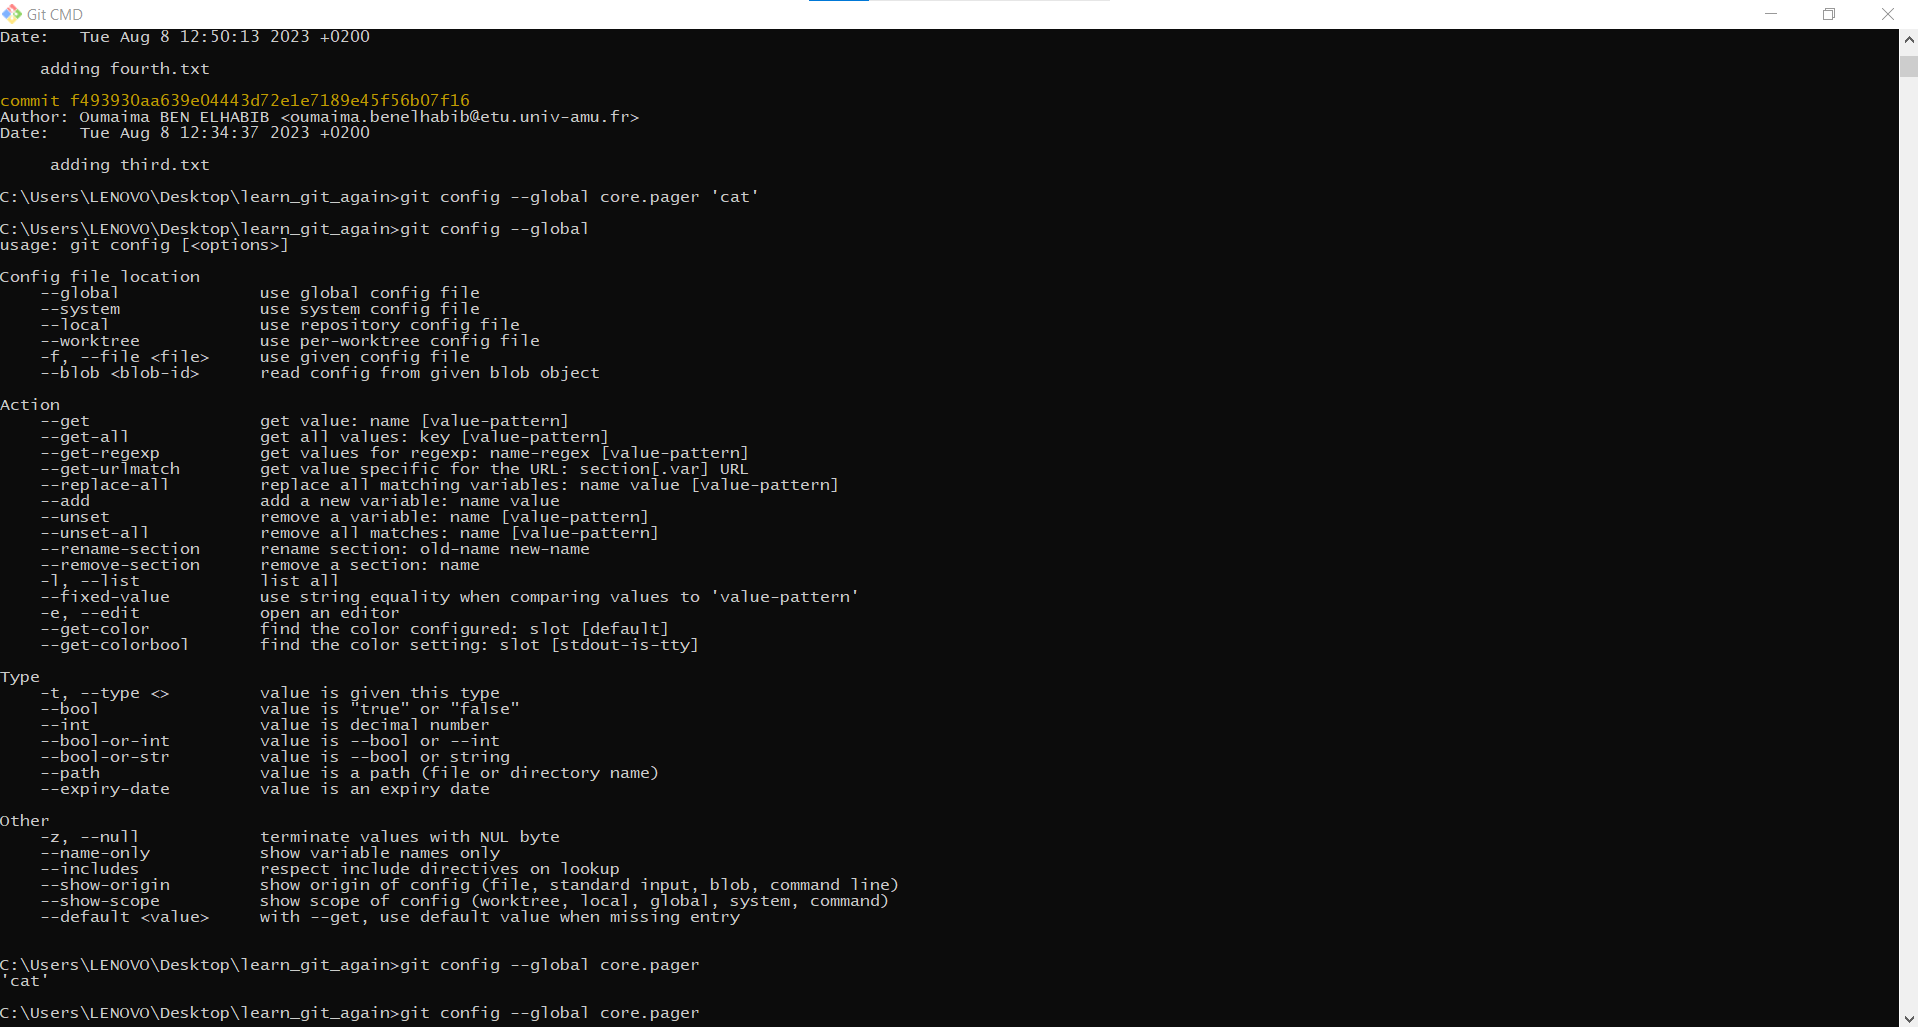 Git CMD
Date:   Tue Aug 8 12:50:13 2023 +0200
    adding fourth.txt
commit f493930aa639e04443d72e1e7189e45f56b07f16
Author: Oumaima BEN ELHABIB <oumaima.benelhabib@etu.univ-amu.fr>
Date:   Tue Aug 8 12:34:37 2023 +0200
     adding third.txt
C:\Users\LENOVO\Desktop\learn_git_again>git config --global core.pager 'cat'
C:\Users\LENOVO\Desktop\learn_git_again>git config --global
usage: git config [<options>]
Config file location
    --global              use global config file
    --system              use system config file
    --local               use repository config file
    --worktree            use per-worktree config file
    -f, --file <file>     use given config file
    --blob <blob-id>      read config from given blob object
Action
    --get                 get value: name [value-pattern]
    --get-all             get all values: key [value-pattern]
    --get-regexp          get values for regexp: name-regex [value-pattern]
    --get-urlmatch        get value specific for the URL: section[.var] URL
    --replace-all         replace all matching variables: name value [value-pattern]
    --add                 add a new variable: name value
    --unset               remove a variable: name [value-pattern]
    --unset-all           remove all matches: name [value-pattern]
    --rename-section      rename section: old-name new-name
    --remove-section      remove a section: name
    -l, --list            list all
    --fixed-value         use string equality when comparing values to 'value-pattern'
    -e, --edit            open an editor
    --get-color           find the color configured: slot [default]
    --get-colorbool       find the color setting: slot [stdout-is-tty]
Type
    -t, --type <>         value is given this type
    --bool                value is "true" or "false"
    --int                 value is decimal number
    --bool-or-int         value is --bool or --int
    --bool-or-str         value is --bool or string
    --path                value is a path (file or directory name)
    --expiry-date         value is an expiry date
Other
    -z, --null            terminate values with NUL byte
    --name-only           show variable names only
    --includes            respect include directives on lookup
    --show-origin         show origin of config (file, standard input, blob, command line)
    --show-scope          show scope of config (worktree, local, global, system, command)
    --default <value>     with --get, use default value when missing entry
C:\Users\LENOVO\Desktop\learn_git_again>git config --global core.pager
'cat'
C:\Users\LENOVO\Desktop\learn_git_again>git config --global core.pager